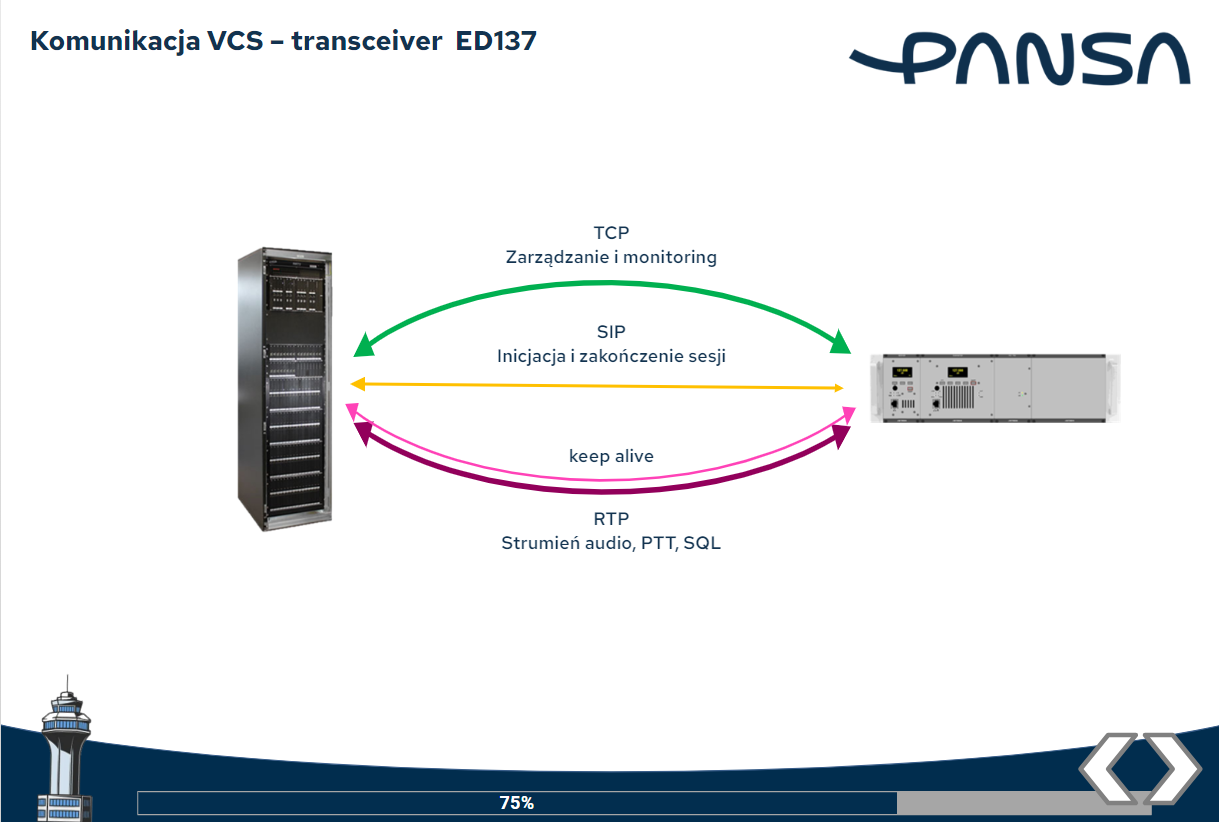 Komunikacja VCS – transceiver ED137
PANSA
TCP
Zarządzanie i monitoring
SIP
Inicjacja i zakończenie sesji
keep alive
RTP
Strumień audio, PTT, SQL
75%